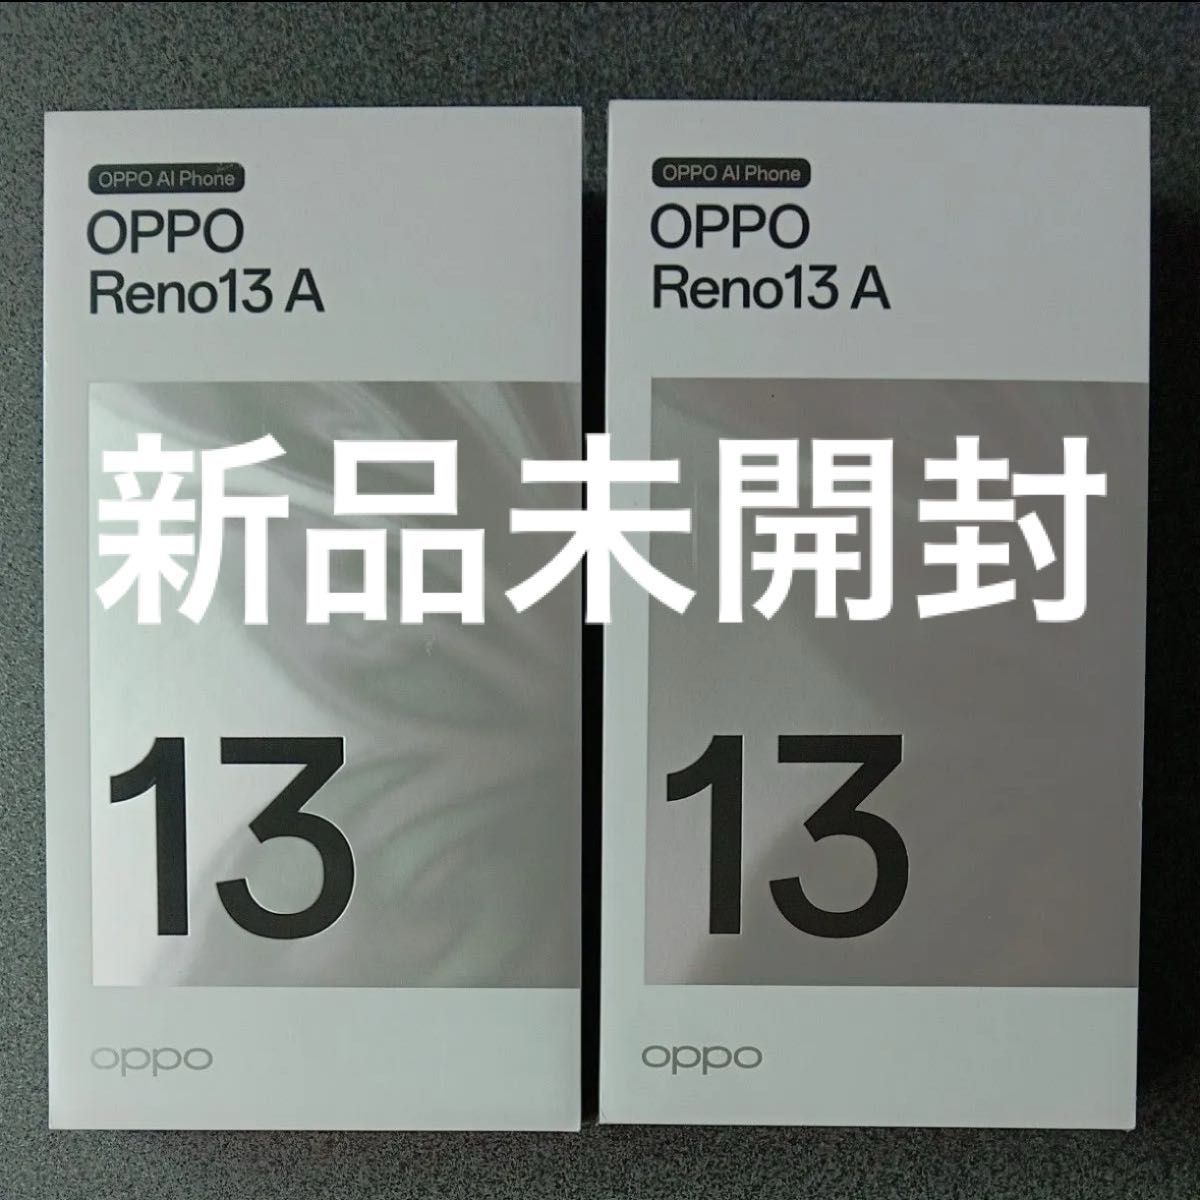 OPPO AI Phone
OPPO
Reno13 A
OPPO AI Phone
OPPO
Reno13 A
新品未開封
13
13
oppo
oppo